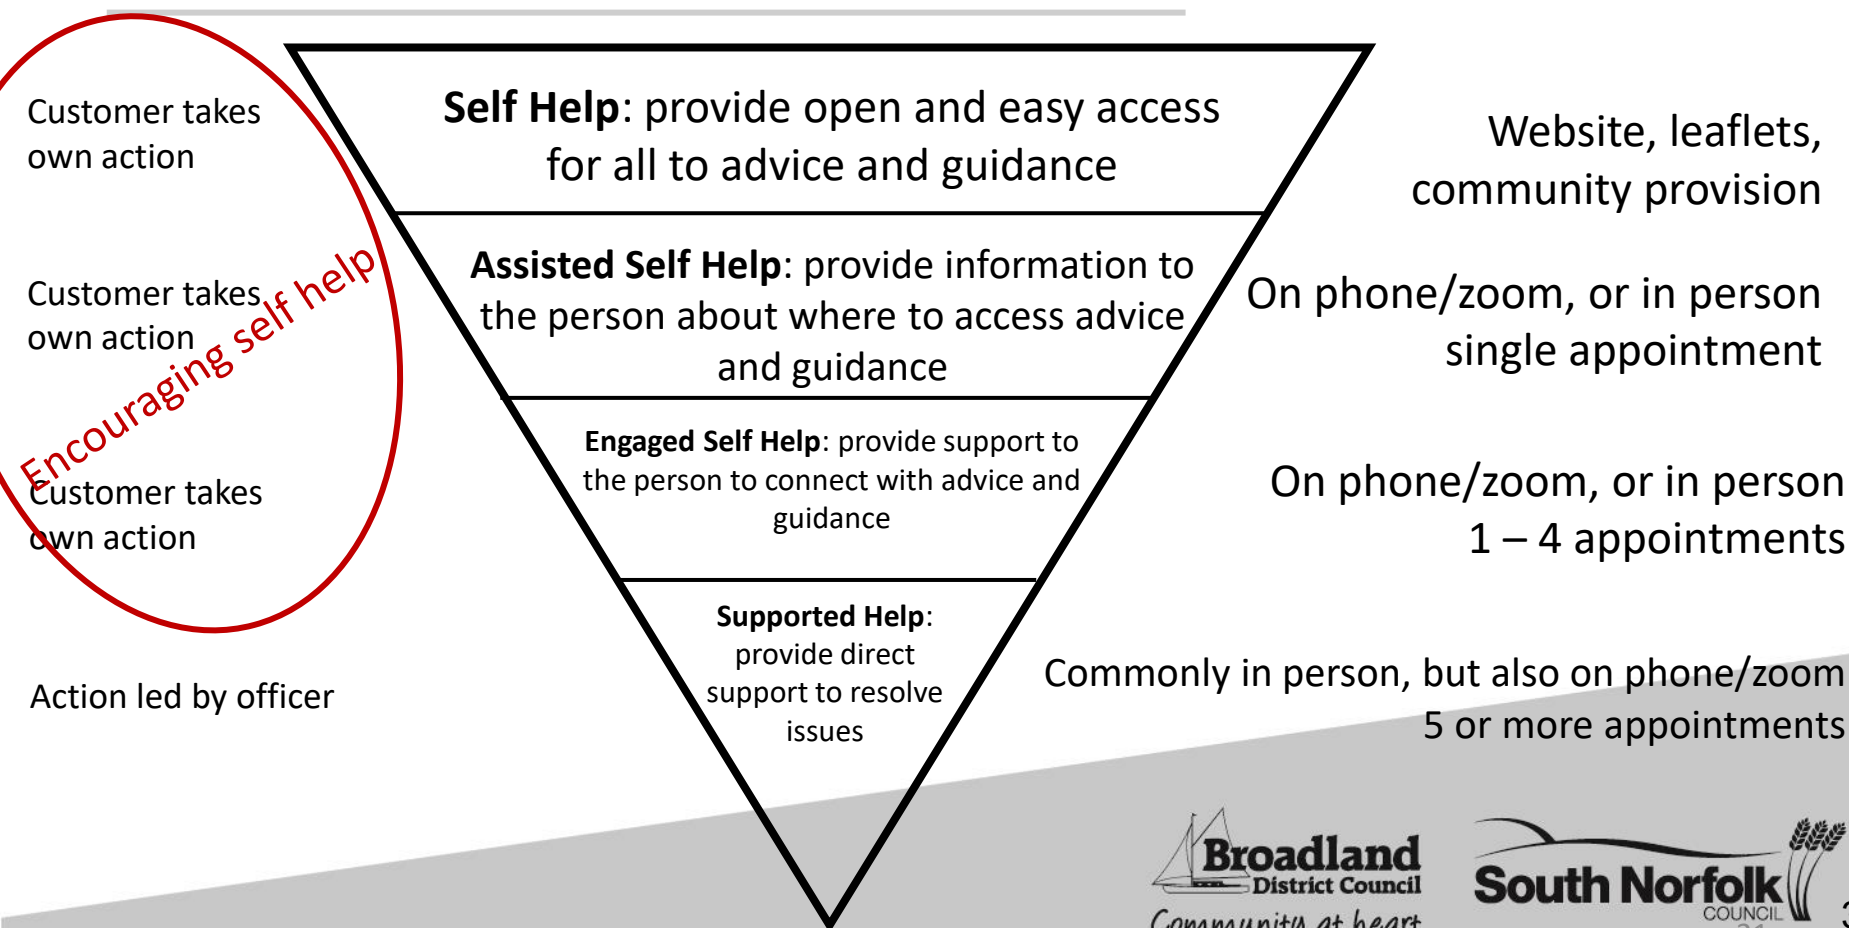 Customer takes
own action
Self Help: provide open and easy access
for all to advice and guidance
Website, leaflets,
community provision
Customer takes
own action
Encouraging self help
Assisted Self Help: provide information to
the person about where to access advice
and guidance
On phone/zoom, or in person
single appointment
Customer takes
own action
Engaged Self Help: provide support to
the person to connect with advice and
guidance
On phone/zoom, or in person
1 – 4 appointments
Action led by officer
Supported Help:
provide direct
support to resolve
issues
Commonly in person, but also on phone/zoom
5 or more appointments
Broadland
District Council
Community at heart
South Norfolk
COUNCIL